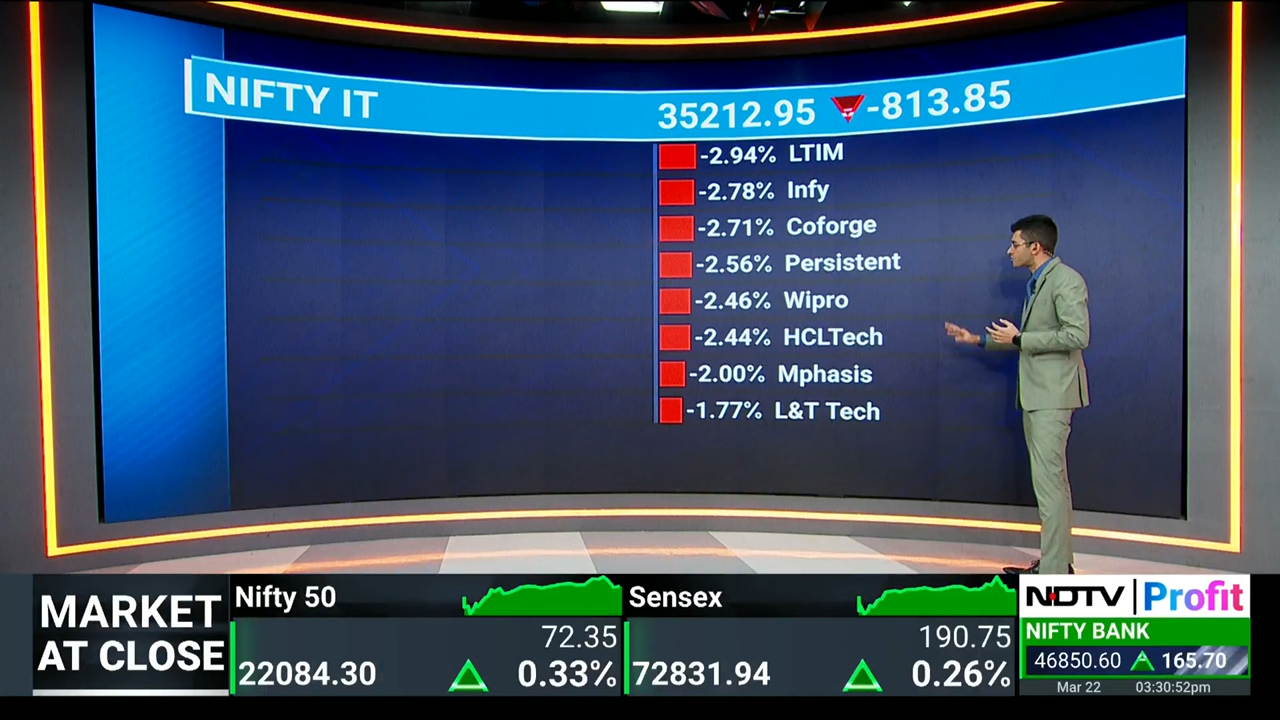 NIFTY IT 35212.95 -813.85
-2.94% LTIM
-2.78% Infy
-2.71% Coforge
-2.56% Persistent
-2.46% Wipro
-2.44% HCLTech
-2.00% Mphasis
-1.77% L&T Tech
MARKET
AT CLOSE
Nifty 50
72.35
22084.30 0.33%
Sensex
190.75
72831.94 0.26%
NDTV Profit
NIFTY BANK
46850.60 165.70
Mar 22 03:30:52pm